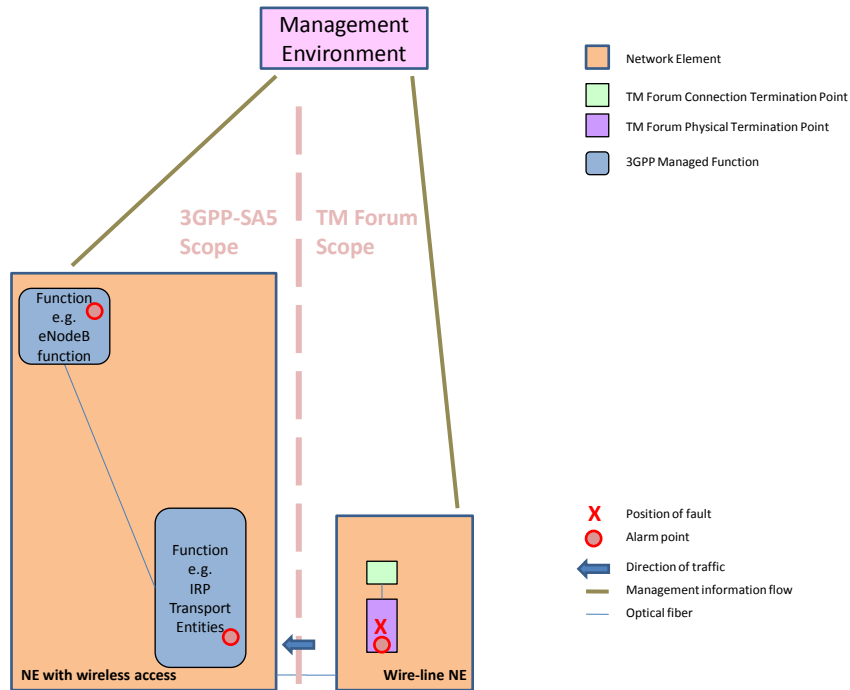 Management
Environment
Network Element
TM Forum Connection Termination Point
TM Forum Physical Termination Point
3GPP Managed Function
3GPP-SA5
Scope
TM Forum
Scope
Function
e.g.
eNodeB
function
Function
e.g.
IRP
Transport
Entities
NE with wireless access
X
Wire-line NE
X
Position of fault
Alarm point
Direction of traffic
Management information flow
Optical fiber